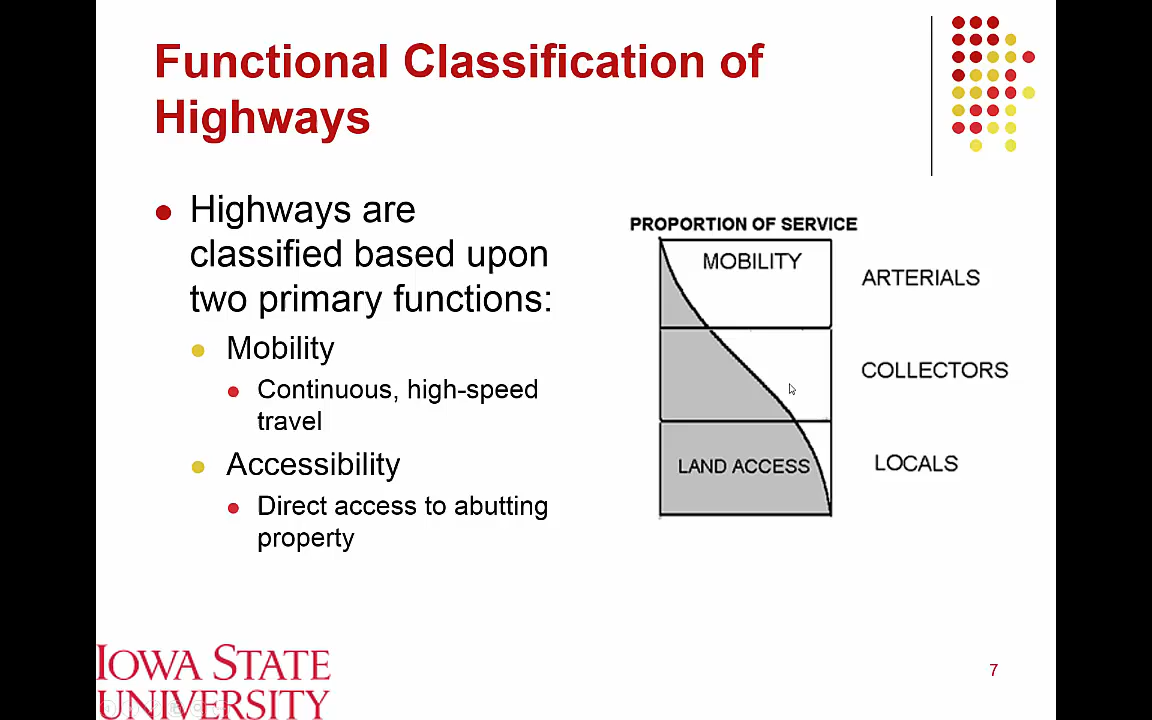 Functional Classification of
Highways
Highways are
classified based upon
two primary functions:
Mobility
Continuous, high-speed
travel
Accessibility
Direct access to abutting
property
PROPORTION OF SERVICE
MOBILITY
ARTERIALS
COLLECTORS
LAND ACCESS
LOCALS
IOWA STATE
UNIVERSITY
7